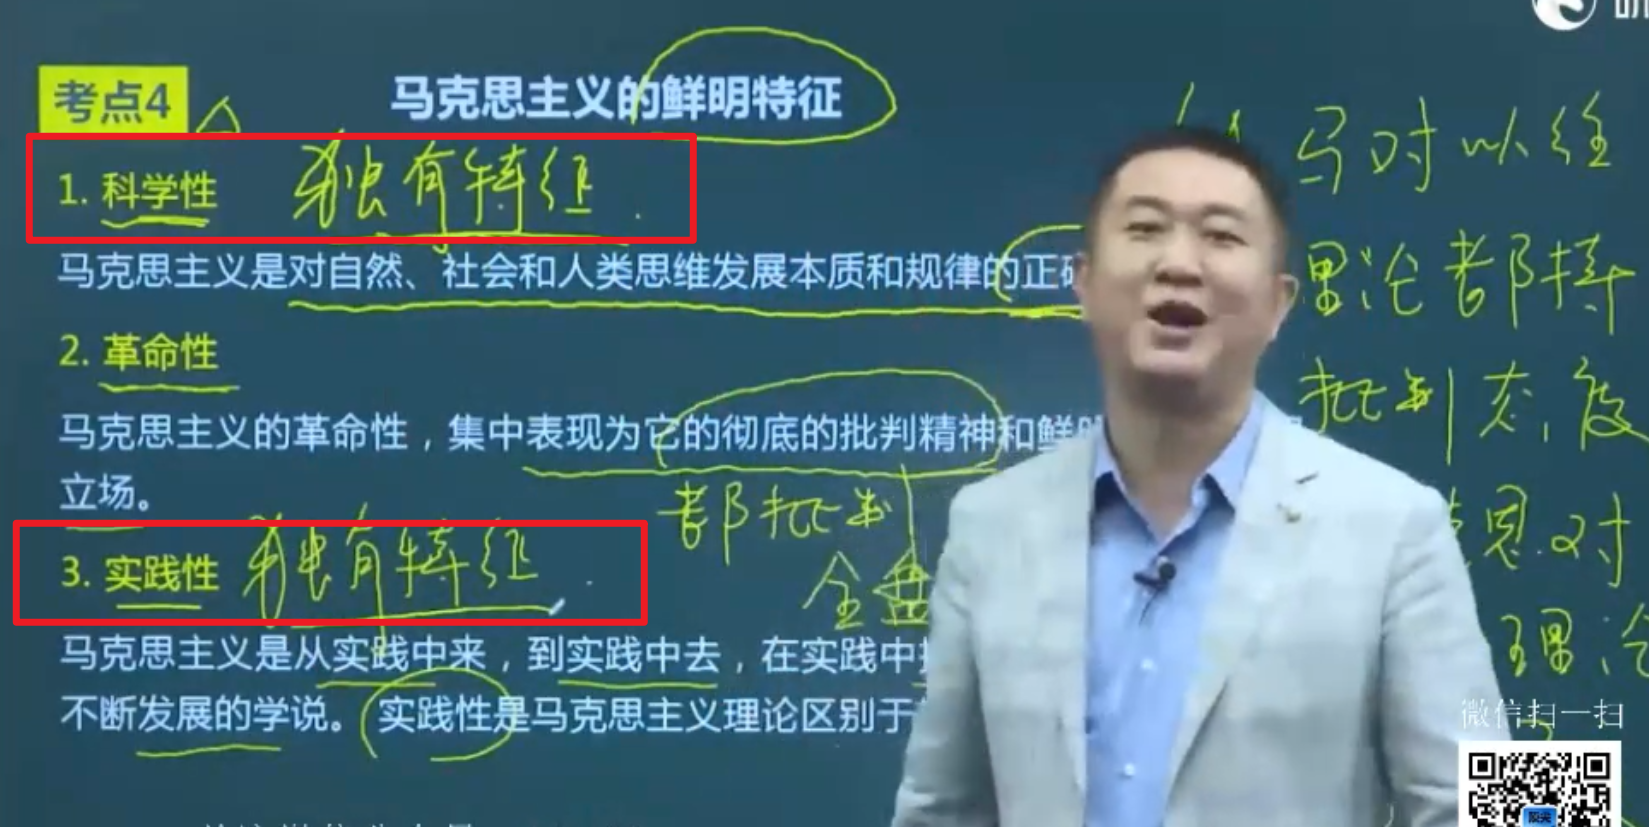 考点4
马克思主义的鲜明特征
1. 科学性 独有特征
马克思主义是对自然、社会和人类思维发展本质和规律的正确
2. 革命性
马克思主义的革命性，集中表现为它的彻底的批判精神和鲜明
立场。
都批判
全盘
3. 实践性 独有特征
马克思主义是从实践中来，到实践中去，在实践中
不断发展的学说。 实践性是马克思主义理论区别于
马对以往
理论都持
批判态度
思对
理论
微信扫一扫